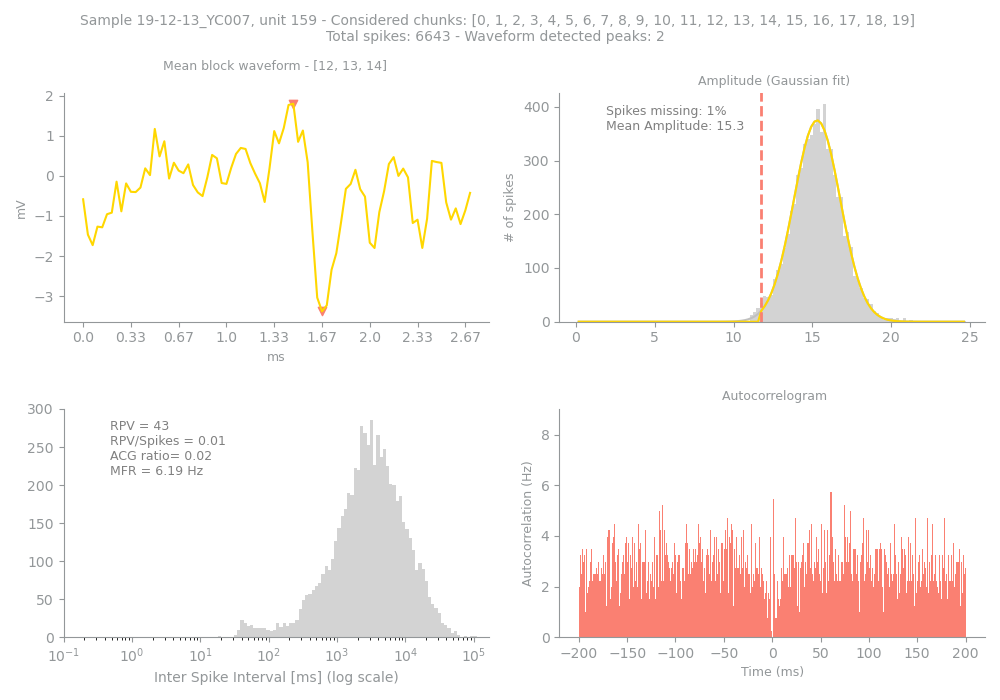 Sample 19-12-13_YC007, unit 159 - Considered chunks: [0, 1, 2, 3, 4, 5, 6, 7, 8, 9, 10, 11, 12, 13, 14, 15, 16, 17, 18, 19]
Total spikes: 6643 - Waveform detected peaks: 2
Mean block waveform - [12, 13, 14]
mV
2
1
0
−1
−2
−3
0.0 0.33 0.67 1.0 1.33 1.67 2.0 2.33 2.67
ms
Amplitude (Gaussian fit)
Spikes missing: 1%
Mean Amplitude: 15.3
# of spikes
400
300
200
100
0
0 5 10 15 20 25
RPV = 43
RPV/Spikes = 0.01
ACG ratio= 0.02
MFR = 6.19 Hz
300
250
200
150
100
50
0
10⁻¹ 10⁰ 10¹ 10² 10³ 10⁴ 10⁵
Inter Spike Interval [ms] (log scale)
Autocorrelogram
Autocorrelation (Hz)
8
6
4
2
0
−200 −150 −100 −50 0 50 100 150 200
Time (ms)